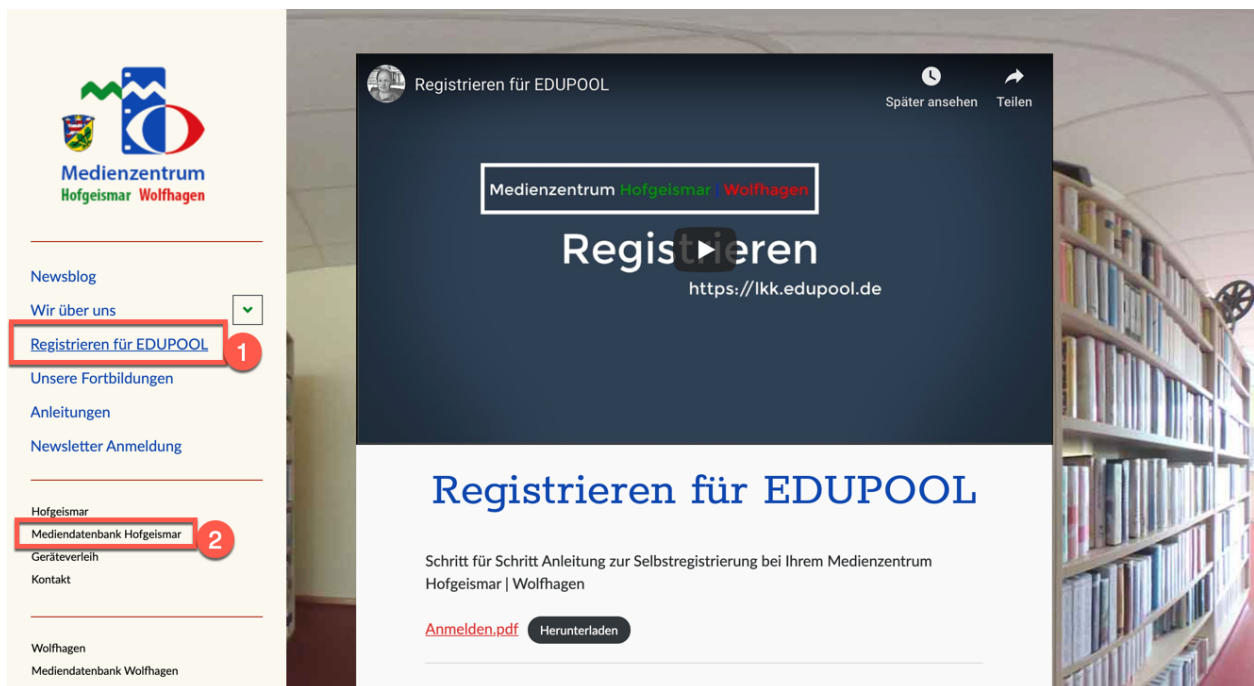 Medienzentrum
Hofgeismar Wolfhagen
Newsblog
Wir über uns
Registrieren für EDUPOOL
1
Unsere Fortbildungen
Anleitungen
Newsletter Anmeldung
Hofgeismar
Mediendatenbank Hofgeismar
2
Geräteverleih
Kontakt
Wolfhagen
Mediendatenbank Wolfhagen
Registrieren für EDUPOOL
Später ansehen
Teilen
Medienzentrum Hofgeismar | Wolfhagen
Registrieren
https://lkk.edupool.de
Registrieren für EDUPOOL
Schritt für Schritt Anleitung zur Selbstregistrierung bei Ihrem Medienzentrum
Hofgeismar | Wolfhagen
Anmelden.pdf Herunterladen